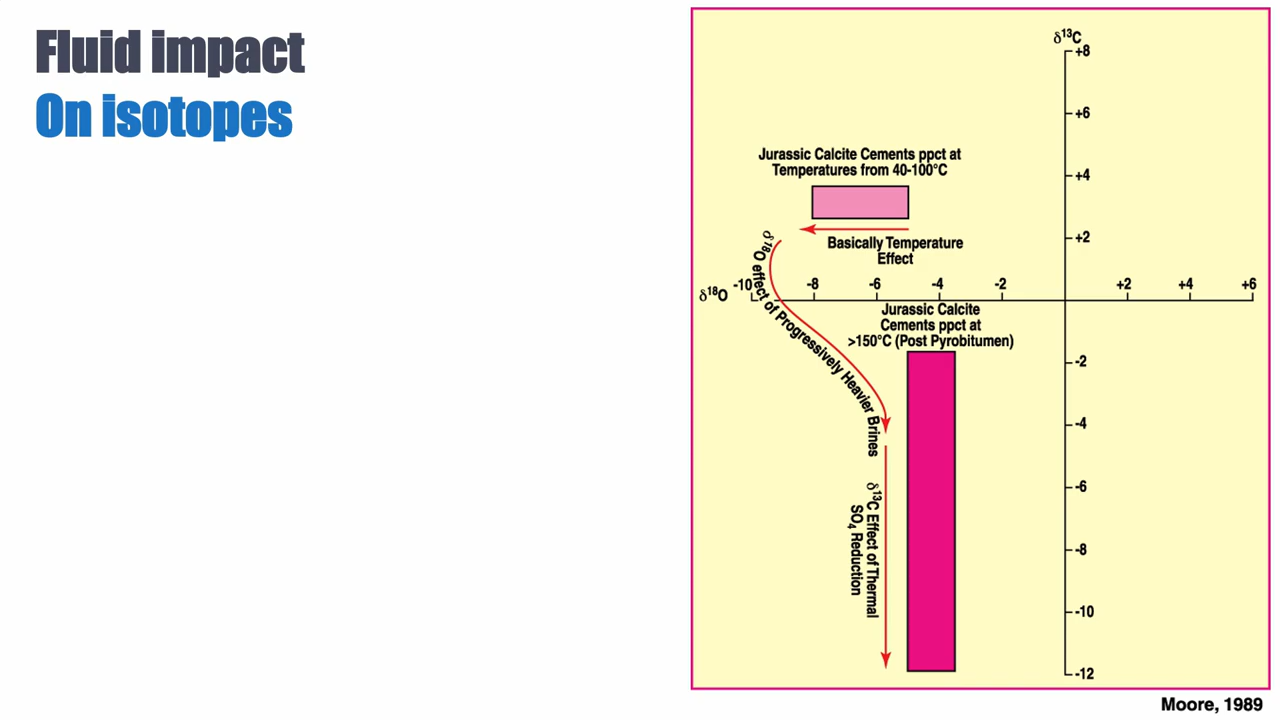 Fluid impact
On isotopes
δ¹³C
+8
+6
Jurassic Calcite Cements ppct at
Temperatures from 40-100°C
+4
+2
Basically Temperature
Effect
δ¹⁸O effect of Progressively Heavier Brines
δ¹⁸O
-10
-8
-6
-4
-2
+2
+4
+6
Jurassic Calcite
Cements ppct at
>150°C (Post Pyrobitumen)
-2
-4
-6
δ¹³C Effect of Thermal
SO₄ Reduction
-8
-10
-12
Moore, 1989